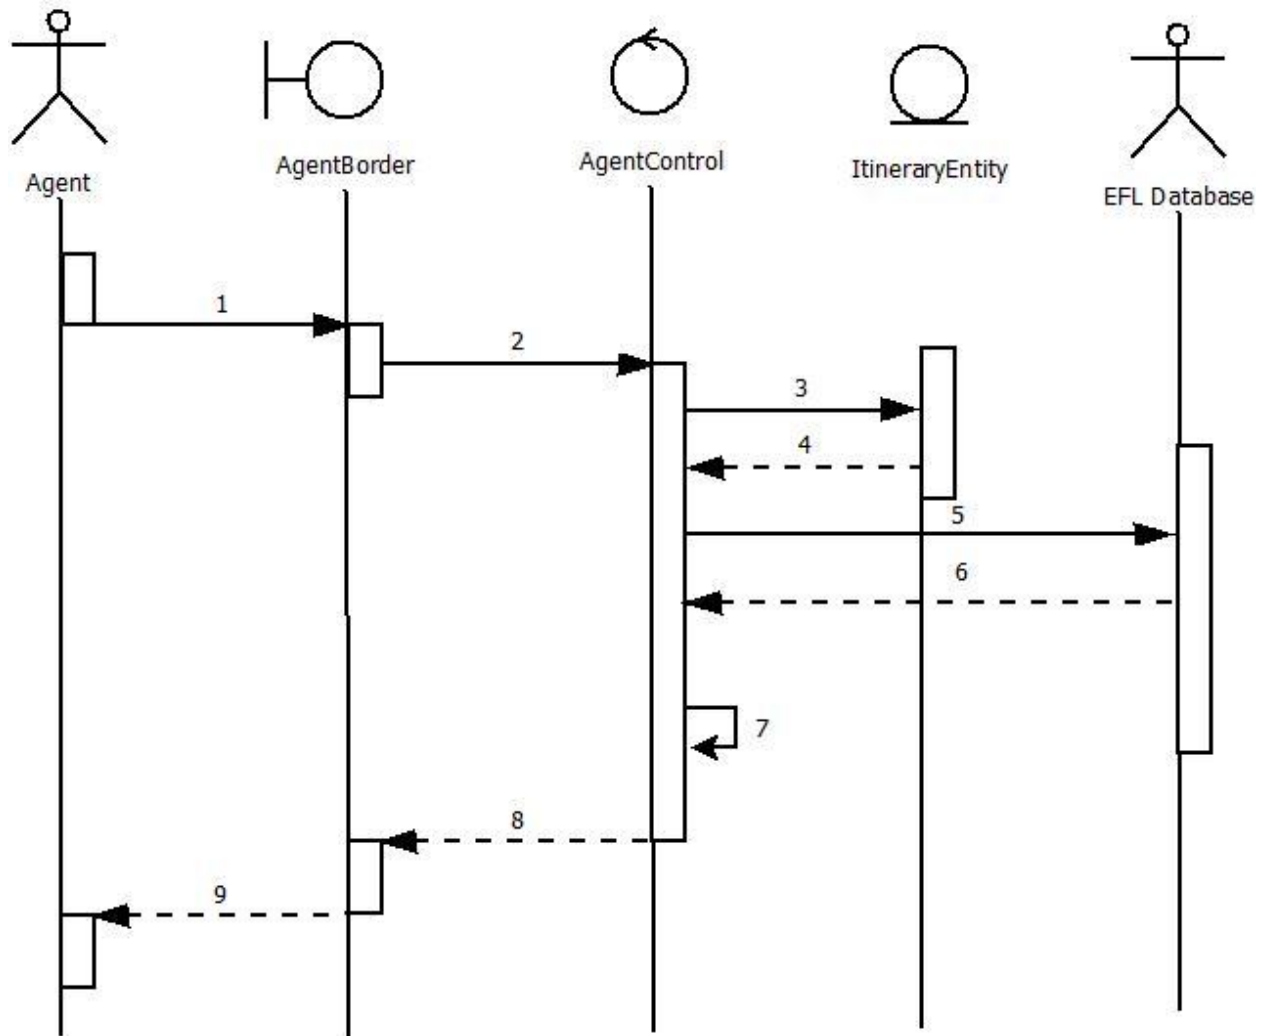 Agent
AgentBorder
AgentControl
ItineraryEntity
EFL Database
1
2
3
4
5
6
7
8
9